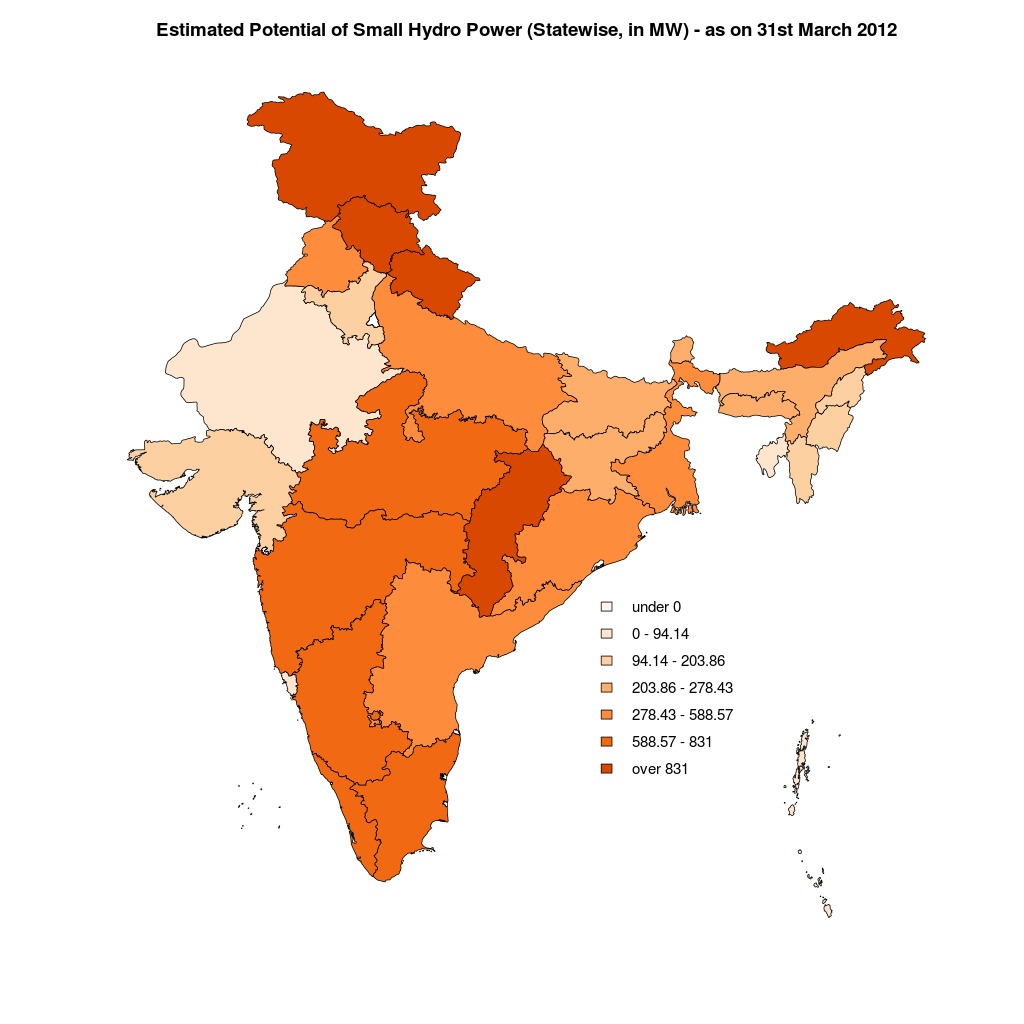 Estimated Potential of Small Hydro Power (Statewise, in MW) - as on 31st March 2012
under 0
0 - 94.14
94.14 - 203.86
203.86 - 278.43
278.43 - 588.57
588.57 - 831
over 831